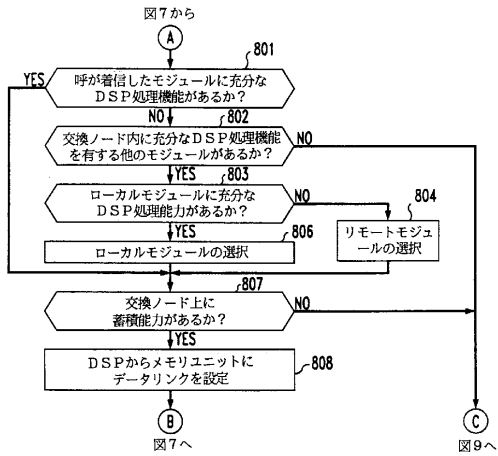 図7から
A
801
呼が着信したモジュールに充分な
DSP処理機能があるか？
YES
NO
802
交換ノード内に充分なDSP処理機能
を有する他のモジュールがあるか？
NO
YES
803
ローカルモジュールに充分な
DSP処理能力があるか？
NO
804
リモートモジュ
ールの選択
YES
806
ローカルモジュールの選択
807
交換ノード上に
蓄積能力があるか？
NO
YES
808
DSPからメモリユニットに
データリンクを設定
B
図7へ
C
図9へ